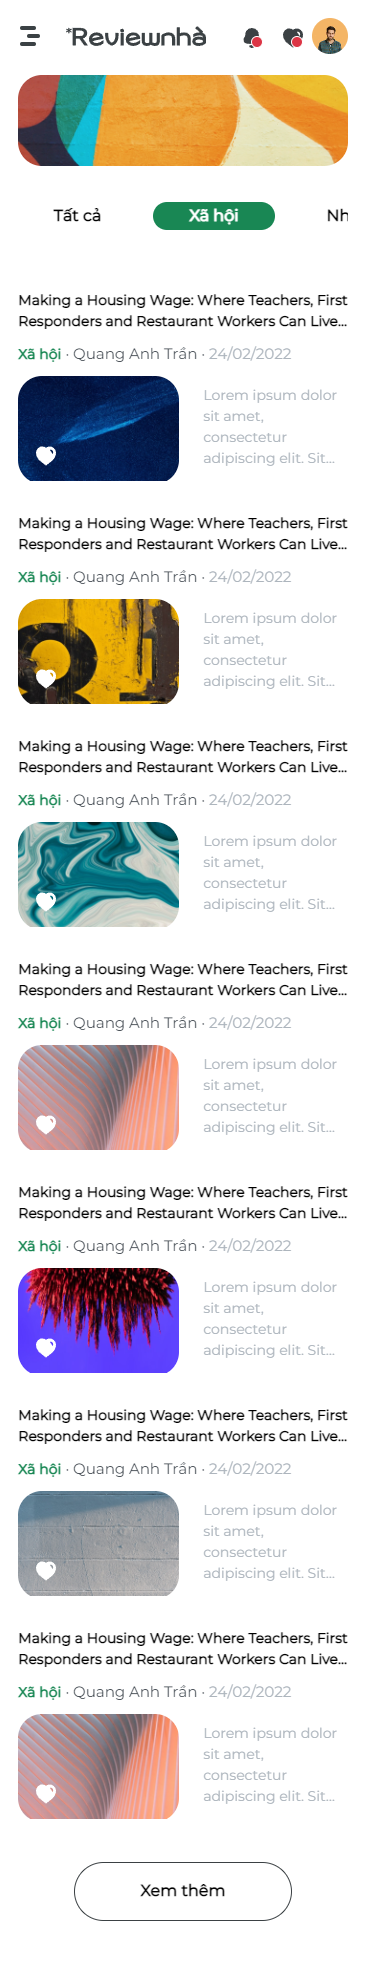 *Reviewnhà
Tất cả Xã hội Nh
Making a Housing Wage: Where Teachers, First
Responders and Restaurant Workers Can Live...
Xã hội · Quang Anh Trần · 24/02/2022
Lorem ipsum dolor
sit amet,
consectetur
adipiscing elit. Sit...
Making a Housing Wage: Where Teachers, First
Responders and Restaurant Workers Can Live...
Xã hội · Quang Anh Trần · 24/02/2022
Lorem ipsum dolor
sit amet,
consectetur
adipiscing elit. Sit...
Making a Housing Wage: Where Teachers, First
Responders and Restaurant Workers Can Live...
Xã hội · Quang Anh Trần · 24/02/2022
Lorem ipsum dolor
sit amet,
consectetur
adipiscing elit. Sit...
Making a Housing Wage: Where Teachers, First
Responders and Restaurant Workers Can Live...
Xã hội · Quang Anh Trần · 24/02/2022
Lorem ipsum dolor
sit amet,
consectetur
adipiscing elit. Sit...
Making a Housing Wage: Where Teachers, First
Responders and Restaurant Workers Can Live...
Xã hội · Quang Anh Trần · 24/02/2022
Lorem ipsum dolor
sit amet,
consectetur
adipiscing elit. Sit...
Making a Housing Wage: Where Teachers, First
Responders and Restaurant Workers Can Live...
Xã hội · Quang Anh Trần · 24/02/2022
Lorem ipsum dolor
sit amet,
consectetur
adipiscing elit. Sit...
Making a Housing Wage: Where Teachers, First
Responders and Restaurant Workers Can Live...
Xã hội · Quang Anh Trần · 24/02/2022
Lorem ipsum dolor
sit amet,
consectetur
adipiscing elit. Sit...
Xem thêm